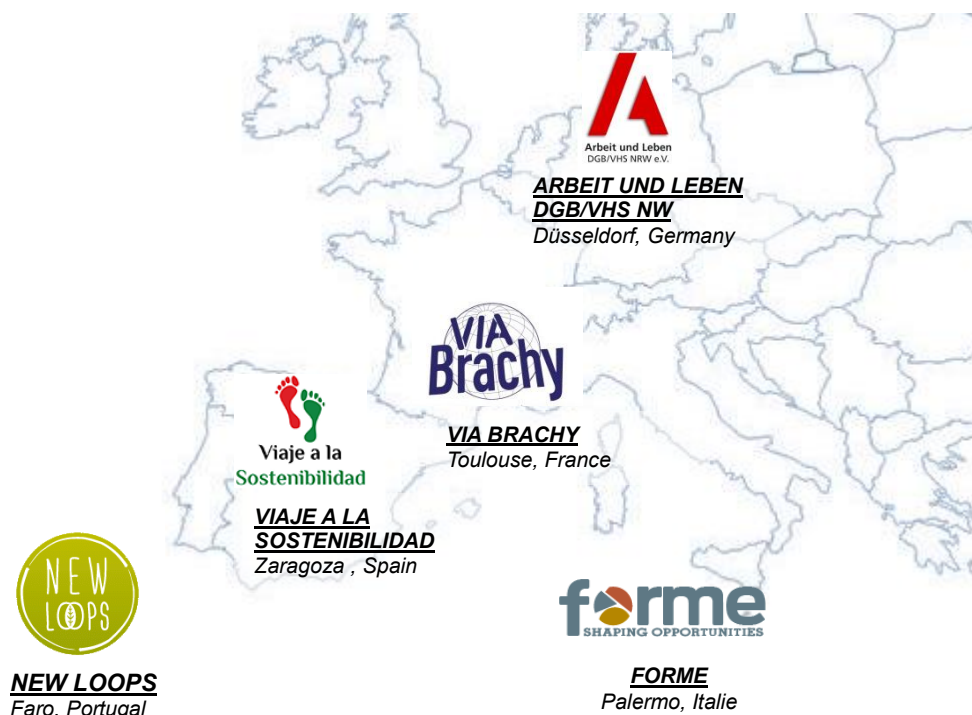 Arbeit und Leben
DGB/VHS NRW e.V.
ARBEIT UND LEBEN
DGB/VHS NW
Düsseldorf, Germany
VIA
Brachy
VIA BRACHY
Toulouse, France
Viaje a la
Sostenibilidad
VIAJE A LA
SOSTENIBILIDAD
Zaragoza , Spain
NEW
LOOPS
NEW LOOPS
Faro, Portugal
forme
SHAPING OPPORTUNITIES
FORME
Palermo, Italie